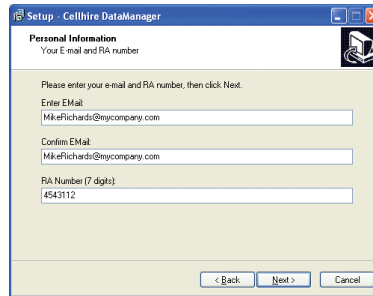 Setup - Cellhire DataManager
Personal Information
Your E-mail and RA number
Please enter your e-mail and RA number, then click Next.
Enter EMail:
MikeRichards@mycompany.com
Confirm EMail:
MikeRichards@mycompany.com
RA Number (7 digits):
4543112
< Back Next > Cancel